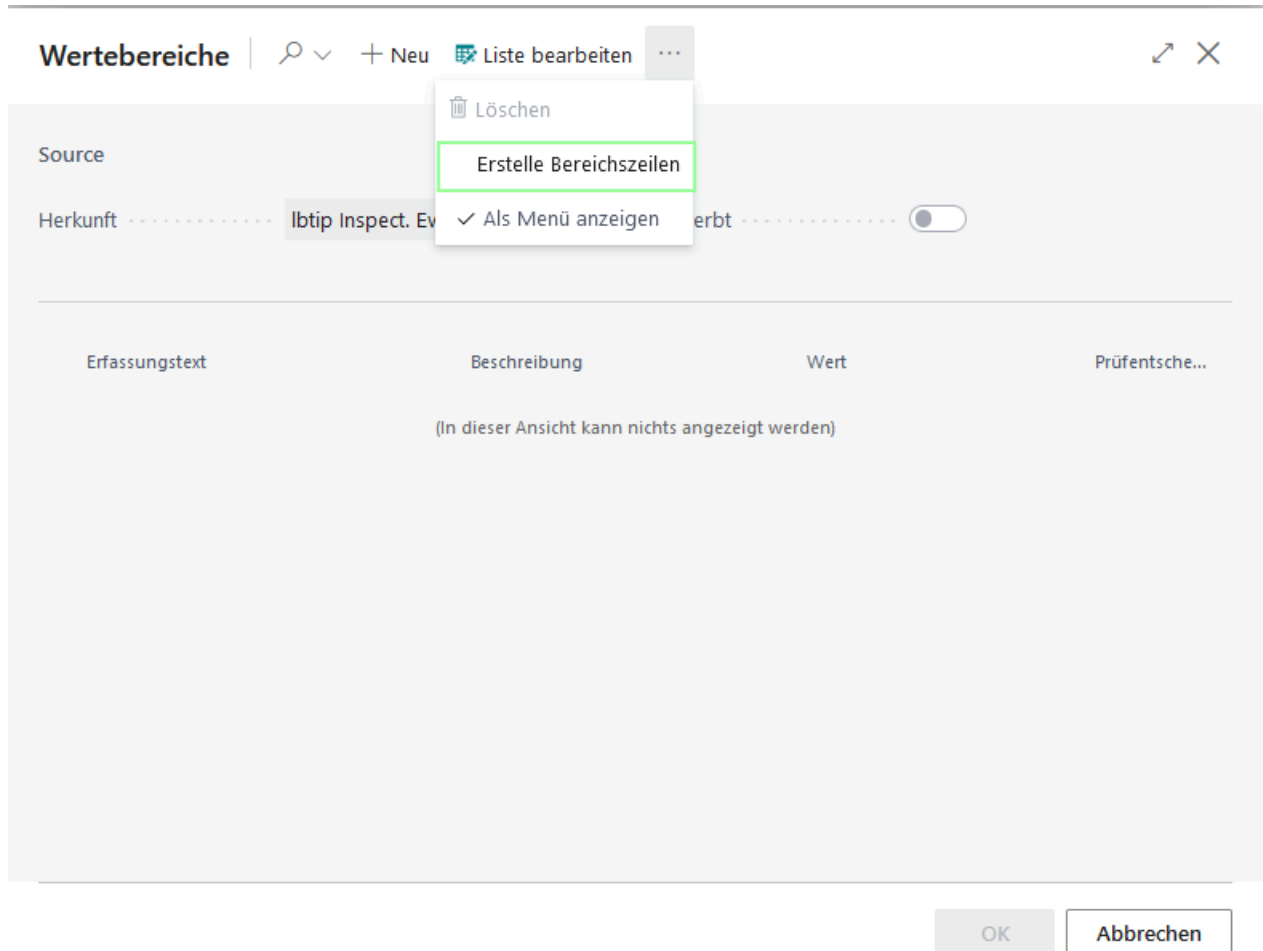 Wertebereiche Neu Liste bearbeiten ...
Löschen
Source
Erstelle Bereichszeilen
Herkunft lbtip Inspect. Ev Als Menü anzeigen erbt
Erfassungstext Beschreibung Wert Prüfentsche...
(In dieser Ansicht kann nichts angezeigt werden)
OK Abbrechen